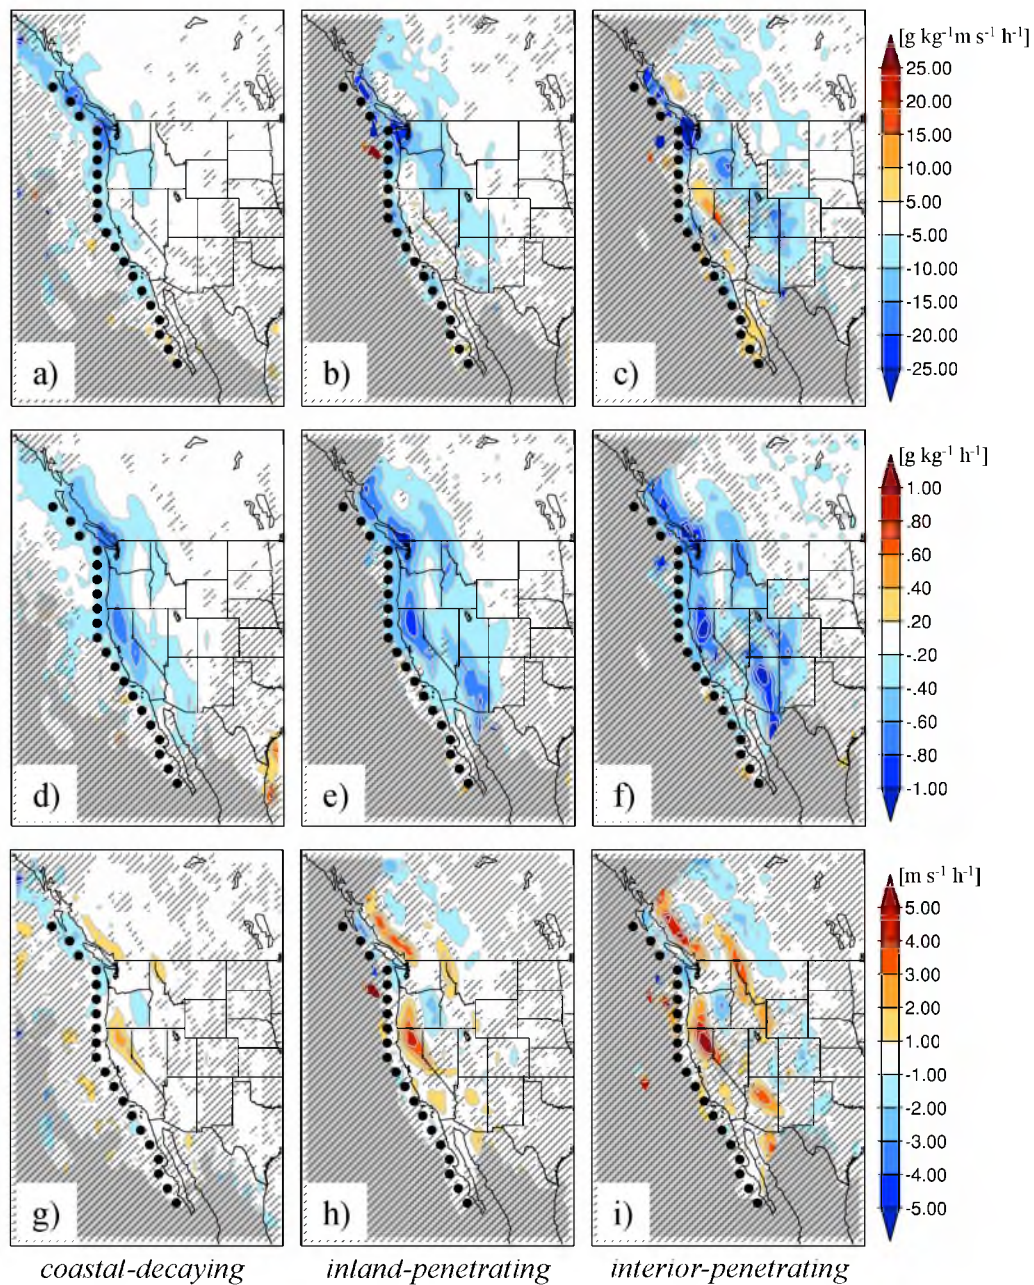 [g kg⁻¹m s⁻¹ h⁻¹]
25.00
20.00
15.00
10.00
5.00
-5.00
-10.00
-15.00
-20.00
-25.00
a)
b)
c)
[g kg⁻¹ h⁻¹]
1.00
.80
.60
.40
.20
-.20
-.40
-.60
-.80
-1.00
d)
e)
f)
[m s⁻¹ h⁻¹]
5.00
4.00
3.00
2.00
1.00
-1.00
-2.00
-3.00
-4.00
-5.00
g)
h)
i)
coastal-decaying inland-penetrating interior-penetrating